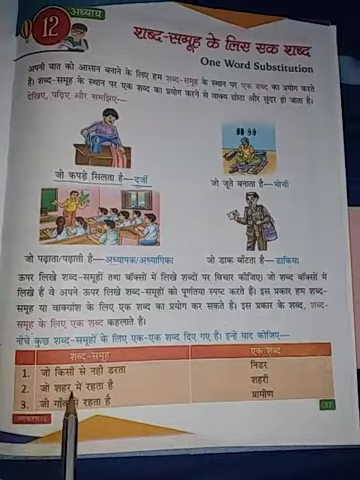 अध्याय
12
शब्द-समूह के लिए एक शब्द
One Word Substitution
अपनी बात को आसान बनाने के लिए हम शब्द-समूह के स्थान पर एक शब्द का प्रयोग करते
हैं। शब्द-समूह के स्थान पर एक शब्द का प्रयोग करने से वाक्य छोटा और सुंदर हो जाता है।
देखिए, पढ़िए और समझिए—
जो कपड़े सिलता है—दर्जी
जो जूते बनाता है—मोची
जो पढ़ाता/पढ़ाती है—अध्यापक/अध्यापिका
जो डाक बाँटता है—डाकिया
ऊपर लिखे शब्द-समूहों तथा बॉक्सों में लिखे शब्दों पर विचार कीजिए। जो शब्द बॉक्सों में
लिखे हैं वे अपने ऊपर लिखे शब्द-समूहों को पूर्णतया स्पष्ट करते हैं। इस प्रकार हम शब्द-
समूह या वाक्यांश के लिए एक शब्द का प्रयोग कर सकते हैं। इस प्रकार के शब्द, शब्द-
समूह के लिए एक शब्द कहलाते हैं।
नीचे कुछ शब्द-समूहों के लिए एक-एक शब्द दिए गए हैं। इन्हें याद कीजिए—
शब्द-समूह एक शब्द
1. जो किसी से नहीं डरता निडर
2. जो शहर में रहता है शहरी
3. जो रहता है ग्रामीण
37